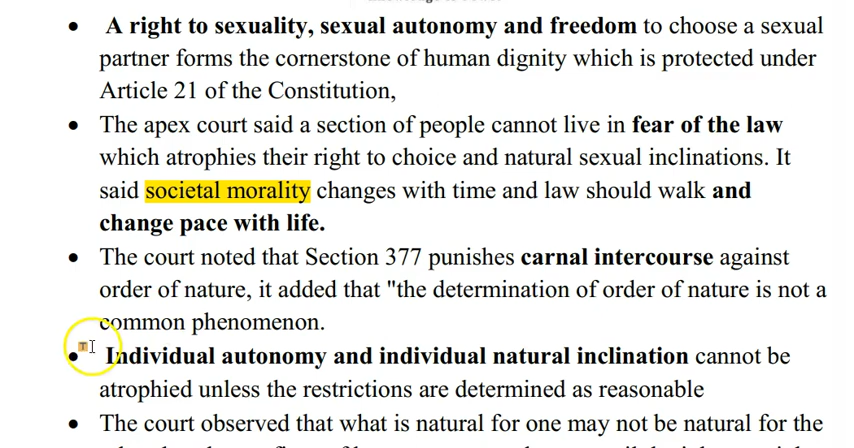 • A right to sexuality, sexual autonomy and freedom to choose a sexual
partner forms the cornerstone of human dignity which is protected under
Article 21 of the Constitution,
• The apex court said a section of people cannot live in fear of the law
which atrophies their right to choice and natural sexual inclinations. It
said societal morality changes with time and law should walk and
change pace with life.
• The court noted that Section 377 punishes carnal intercourse against
order of nature, it added that "the determination of order of nature is not a
common phenomenon.
• Individual autonomy and individual natural inclination cannot be
atrophied unless the restrictions are determined as reasonable
• The court observed that what is natural for one may not be natural for the